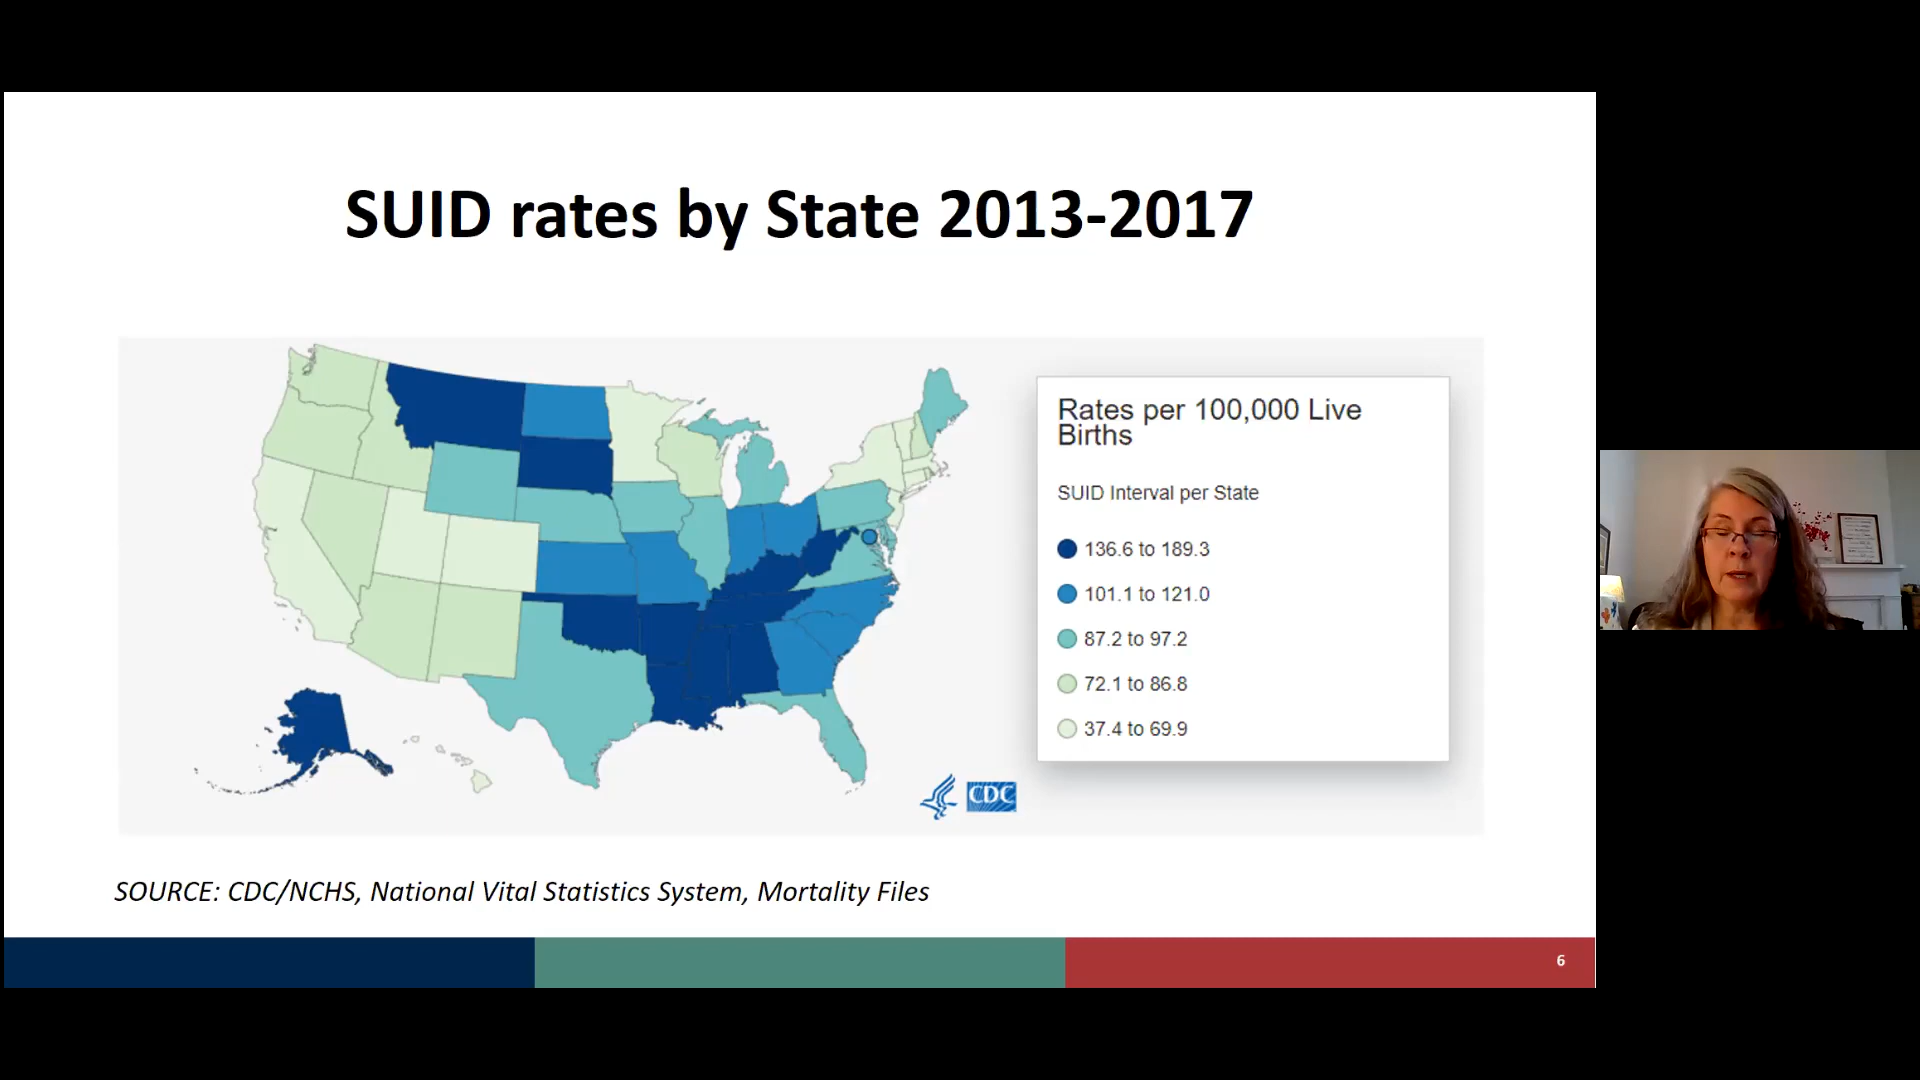 SUID rates by State 2013-2017
Rates per 100,000 Live
Births
SUID Interval per State
136.6 to 189.3
101.1 to 121.0
87.2 to 97.2
72.1 to 86.8
37.4 to 69.9
CDC
SOURCE: CDC/NCHS, National Vital Statistics System, Mortality Files
6